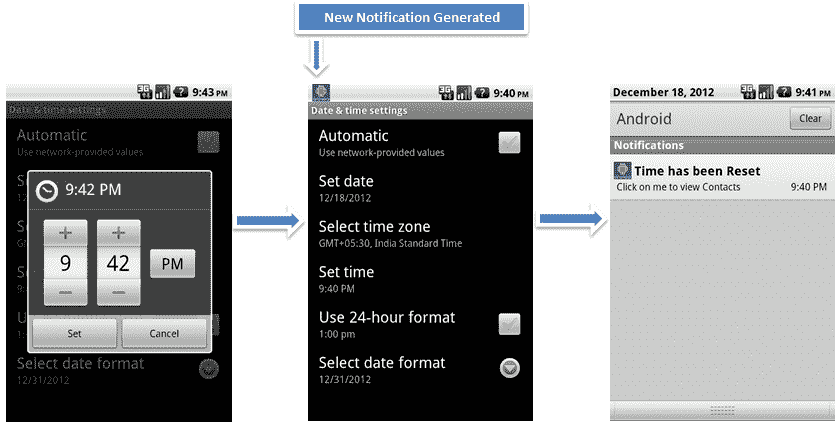 New Notification Generated
3G
9:43 PM
Date & time settings
Automatic
Use network-provided values
9:42 PM
9
42
PM
Set
Cancel
Select date format
12/31/2012
3G
9:40 PM
Date & time settings
Automatic
Use network-provided values
Set date
12/18/2012
Select time zone
GMT+05:30, India Standard Time
Set time
9:40 PM
Use 24-hour format
1:00 pm
Select date format
12/31/2012
December 18, 2012
3G
9:41 PM
Android
Clear
Notifications
Time has been Reset
Click on me to view Contacts
9:40 PM